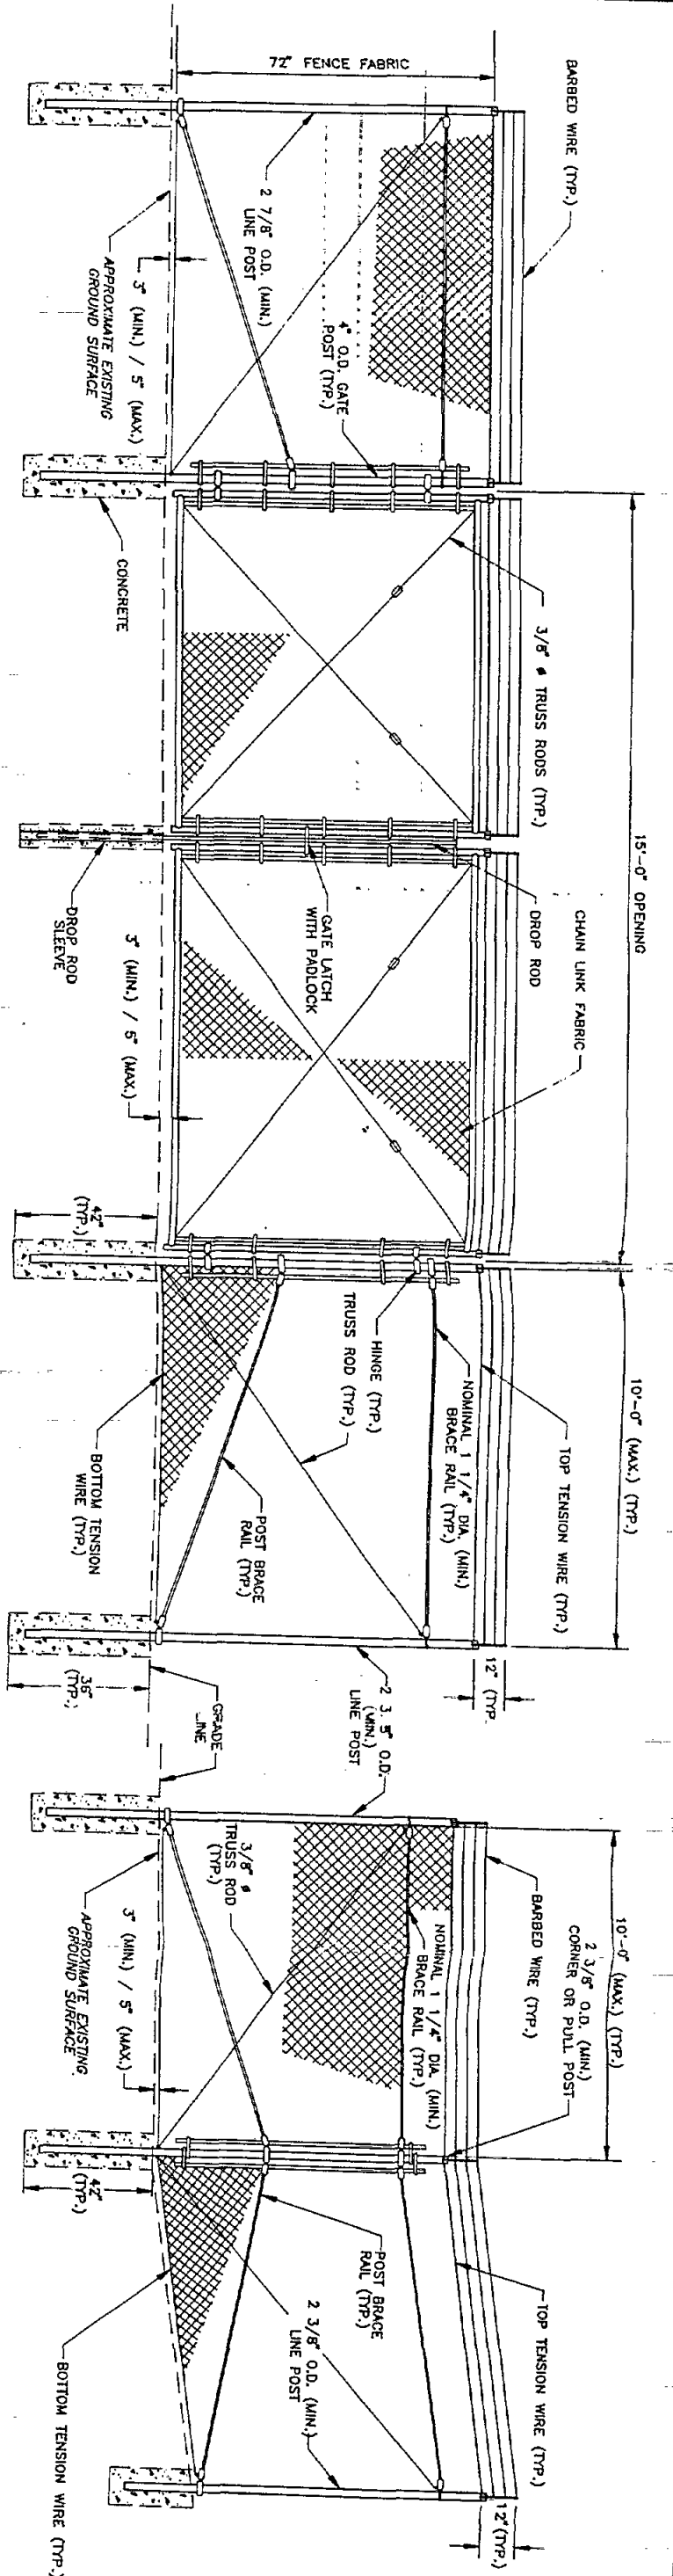 72" FENCE FABRIC
BARBED WIRE (TYP.)
2 7/8" O.D. (MIN.)
LINE POST
4" O.D. GATE
POST (TYP.)
3" (MIN.) / 5" (MAX.)
APPROXIMATE EXISTING
GROUND SURFACE
CONCRETE
3/8" ø TRUSS RODS (TYP.)
15'-0" OPENING
DROP ROD
CHAIN LINK FABRIC
GATE LATCH
WITH PADLOCK
DROP ROD
SLEEVE
3" (MIN.) / 5" (MAX.)
42"
(TYP.)
10'-0" (MAX.) (TYP.)
TOP TENSION WIRE (TYP.)
NOMINAL 1 1/4" DIA. (MIN.)
BRACE RAIL (TYP.)
HINGE (TYP.)
TRUSS ROD (TYP.)
POST BRACE
RAIL (TYP.)
BOTTOM TENSION
WIRE (TYP.)
12" (TYP.
36"
(TYP.)
GRADE
LINE
O.D.
(MIN.)
LINE POST
10'-0" (MAX.) (TYP.)
2 3/8" O.D. (MIN.)
CORNER OR PULL POST
BARBED WIRE (TYP.)
NOMINAL 1 1/4" DIA. (MIN.)
BRACE RAIL (TYP.)
3/8" ø
TRUSS ROD
(TYP.)
3" (MIN.) / 5" (MAX.)
APPROXIMATE EXISTING
GROUND SURFACE
42"
(TYP.)
POST BRACE
RAIL (TYP.)
2 3/8" O.D. (MIN.)
LINE POST
TOP TENSION WIRE (TYP.)
BOTTOM TENSION WIRE (TYP.)
12" (TYP.)